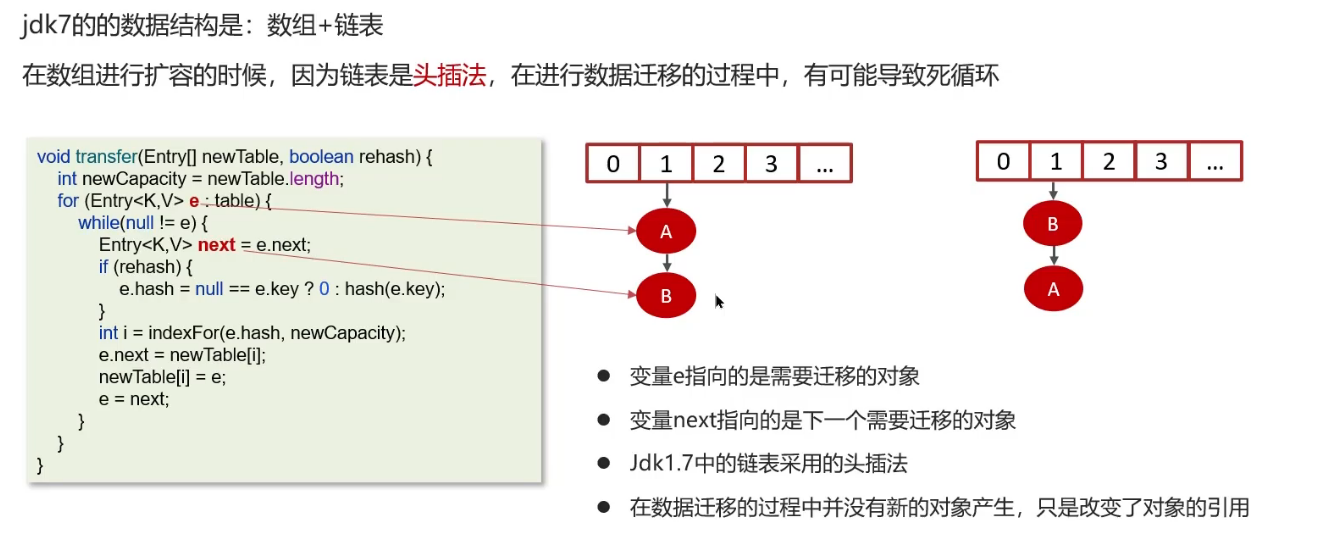 jdk7的的数据结构是：数组+链表
在数组进行扩容的时候，因为链表是头插法，在进行数据迁移的过程中，有可能导致死循环
void transfer(Entry[] newTable, boolean rehash) {
int newCapacity = newTable.length;
for (Entry<K,V> e : table) {
while(null != e) {
Entry<K,V> next = e.next;
if (rehash) {
e.hash = null == e.key ? 0 : hash(e.key);
}
int i = indexFor(e.hash, newCapacity);
e.next = newTable[i];
newTable[i] = e;
e = next;
}
}
}
0 1 2 3 ...
A
B
0 1 2 3 ...
B
A
● 变量e指向的是需要迁移的对象
● 变量next指向的是下一个需要迁移的对象
● Jdk1.7中的链表采用的头插法
● 在数据迁移的过程中并没有新的对象产生，只是改变了对象的引用